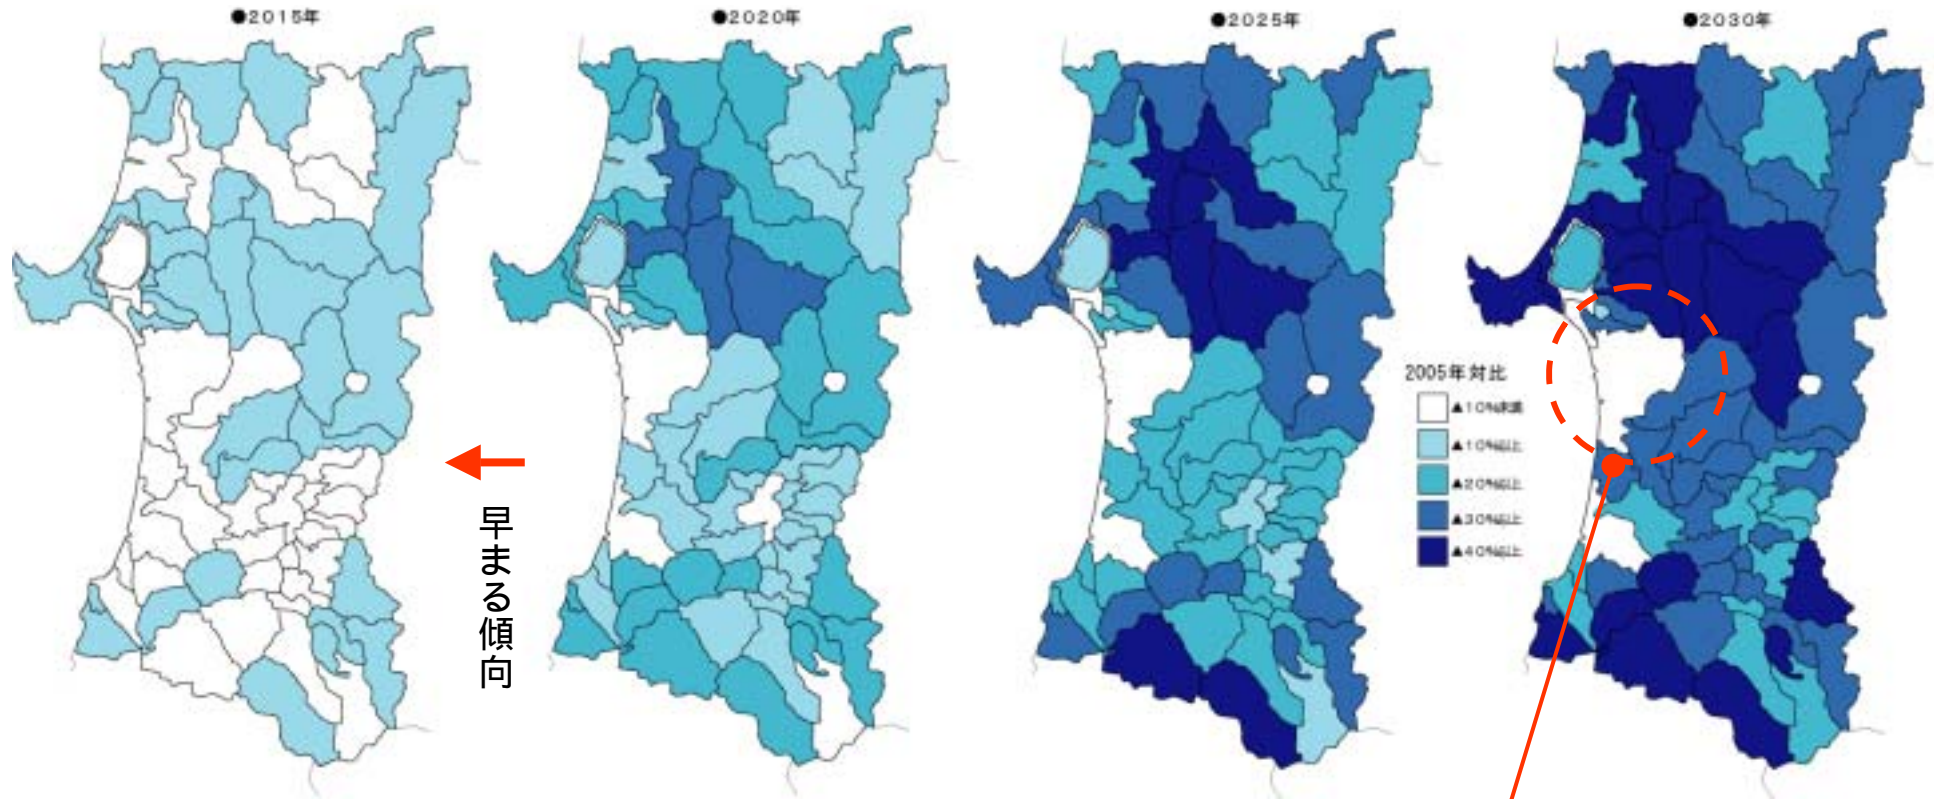 ●2015年
●2020年
●2025年
●2030年
早まる傾向
2005年対比
▲10%未満
▲10%以上
▲20%以上
▲30%以上
▲40%以上